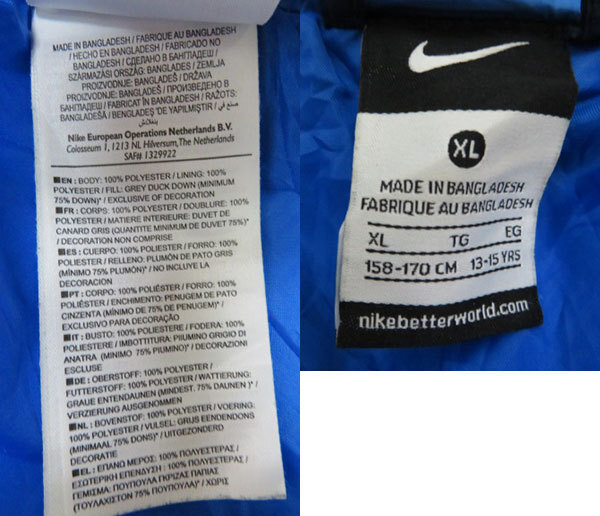 MADE IN BANGLADESH / FABRIQUE AU BANGLADESH
/ HECHO EN BANGLADESH / FABRICADO EM
BANGLADESH / СДЕЛАНО В БАНГЛАДЕШ /
SZÁRMAZÁSI ORSZÁG: BANGLADES / ZEMLJA
PROIZVODNJE: BANGLADEŠ / DRŽAVA
PROIZVODNJE: BANGLADEŠ / ПРОИЗВЕДЕНО В
БАНГЛАДЕШ / FABRICAT ÎN BANGLADESH / RAŽOTS:
BANGLADEŠĀ / BENGLADEŞ'DE YAPILMIŞTIR / صنع في
بنغلاديش
Nike European Operations Netherlands B.V.
Colosseum 1, 1213 NL Hilversum, The Netherlands
SAF# 1329922
EN : BODY: 100% POLYESTER / LINING: 100%
POLYESTER / FILL: GREY DUCK DOWN (MINIMUM
75% DOWN)* / EXCLUSIVE OF DECORATION
FR : CORPS: 100% POLYESTER / DOUBLURE: 100%
POLYESTER / MATIERE INTERIEURE: DUVET DE
CANARD GRIS (QUANTITE MINIMUM DE DUVET 75%)*
/ DECORATION NON COMPRISE
ES : CUERPO: 100% POLIÉSTER / FORRO: 100%
POLIÉSTER / RELLENO: PLUMÓN DE PATO GRIS
(MÍNIMO 75% PLUMÓN)* / NO INCLUYE LA
DECORACIÓN
PT : CORPO: 100% POLIÉSTER / FORRO: 100%
POLIÉSTER / ENCHIMENTO: PENUGEM DE PATO
CINZENTA (MÍNIMO DE 75% DE PENUGEM)* /
EXCLUSIVO PARA DECORAÇÃO
IT : BUSTO: 100% POLIESTERE / FODERA: 100%
POLIESTERE / IMBOTTITURA: PIUMINO GRIGIO DI
ANATRA (MINIMO 75% PIUMINO)* / DECORAZIONI
ESCLUSE
DE : OBERSTOFF: 100% POLYESTER /
FUTTERSTOFF: 100% POLYESTER / WATTIERUNG:
GRAUE ENTENDAUNEN (MINDEST. 75% DAUNEN )* /
VERZIERUNG AUSGENOMMEN
NL : BOVENSTOF: 100% POLYESTER / VOERING:
100% POLYESTER / VULSEL: GRIJS EENDENDONS
(MINIMAAL 75% DONS)* / UITGEZONDERD
DECORATIE
EL : ΕΠΑΝΩ ΜΕΡΟΣ: 100% ΠΟΛΥΕΣΤΕΡΑΣ /
ΕΣΩΤΕΡΙΚΗ ΕΠΕΝΔΥΣΗ : 100% ΠΟΛΥΕΣΤΕΡΑΣ /
ΓΕΜΙΣΜΑ: ΠΟΥΠΟΥΛΑ ΓΚΡΙΖΑΣ ΠΑΠΙΑΣ
(ΤΟΥΛΑΧΙΣΤΟΝ 75% ΠΟΥΠΟΥΛΑ)* / ΧΩΡΙΣ
XL
MADE IN BANGLADESH
FABRIQUE AU BANGLADESH
XL TG EG
158-170 CM 13-15 YRS
nikebetterworld.com